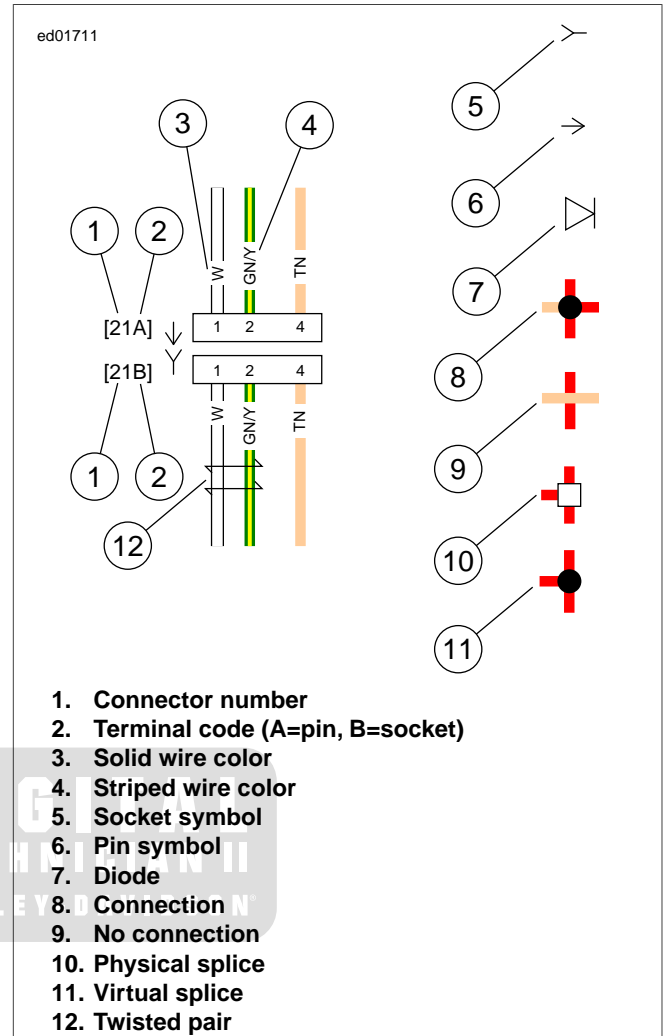 ed01711
3
4
5
6
7
8
9
10
11
1 2
W GN/Y TN
[21A] 1 2 4
[21B] 1 2 4
W GN/Y TN
1 2
12
1. Connector number
2. Terminal code (A=pin, B=socket)
3. Solid wire color
4. Striped wire color
5. Socket symbol
6. Pin symbol
7. Diode
8. Connection
9. No connection
10. Physical splice
11. Virtual splice
12. Twisted pair